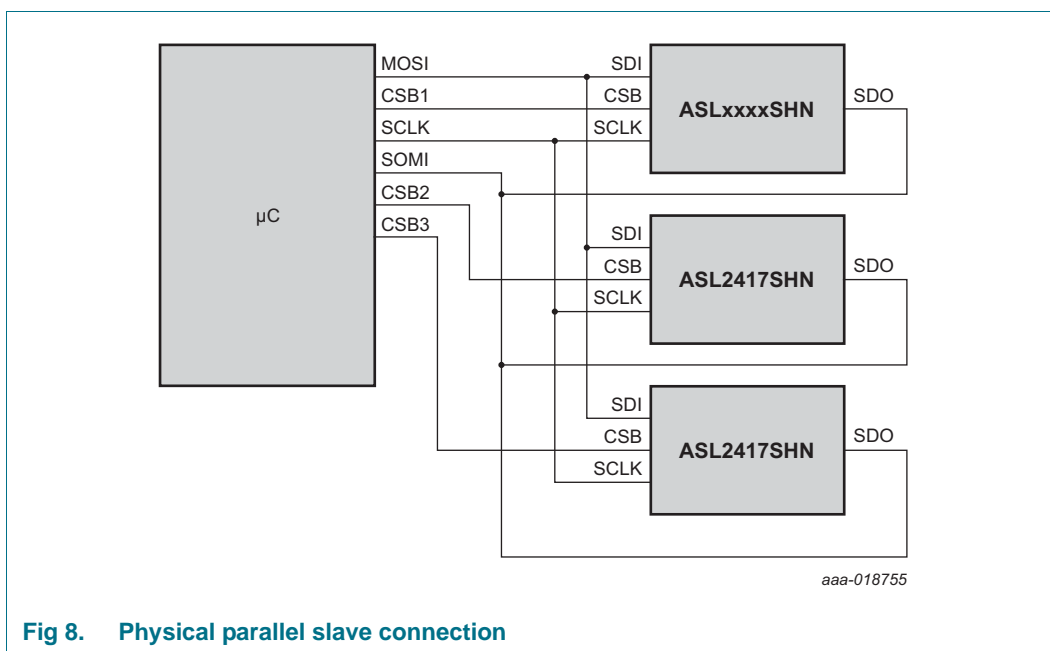 MOSI
CSB1
SCLK
SOMI
CSB2
CSB3
µC
SDI
CSB
SCLK
ASLxxxxSHN
SDO
SDI
CSB
SCLK
ASL2417SHN
SDO
SDI
CSB
SCLK
ASL2417SHN
SDO
aaa-018755
Fig 8. Physical parallel slave connection